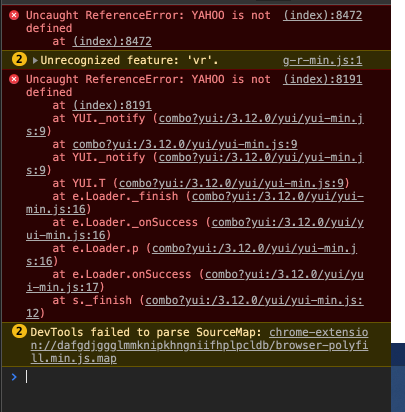 Uncaught ReferenceError: YAHOO is not (index):8472
defined
at (index):8472
2 Unrecognized feature: 'vr'. g-r-min.js:1
Uncaught ReferenceError: YAHOO is not (index):8191
defined
at (index):8191
at YUI._notify (combo?yui:/3.12.0/yui/yui-min.j
s:9)
at combo?yui:/3.12.0/yui/yui-min.js:9
at YUI._notify (combo?yui:/3.12.0/yui/yui-min.j
s:9)
at YUI.T (combo?yui:/3.12.0/yui/yui-min.js:9)
at e.Loader._finish (combo?yui:/3.12.0/yui/yui-
min.js:16)
at e.Loader._onSuccess (combo?yui:/3.12.0/yui/y
ui-min.js:16)
at e.Loader.p (combo?yui:/3.12.0/yui/yui-min.j
s:16)
at e.Loader.onSuccess (combo?yui:/3.12.0/yui/yu
i-min.js:17)
at s._finish (combo?yui:/3.12.0/yui/yui-min.js:
12)
2 DevTools failed to parse SourceMap: chrome-extensio
n://dafgdjggglmmknipkhngniifhplpcldb/browser-polyfi
ll.min.js.map